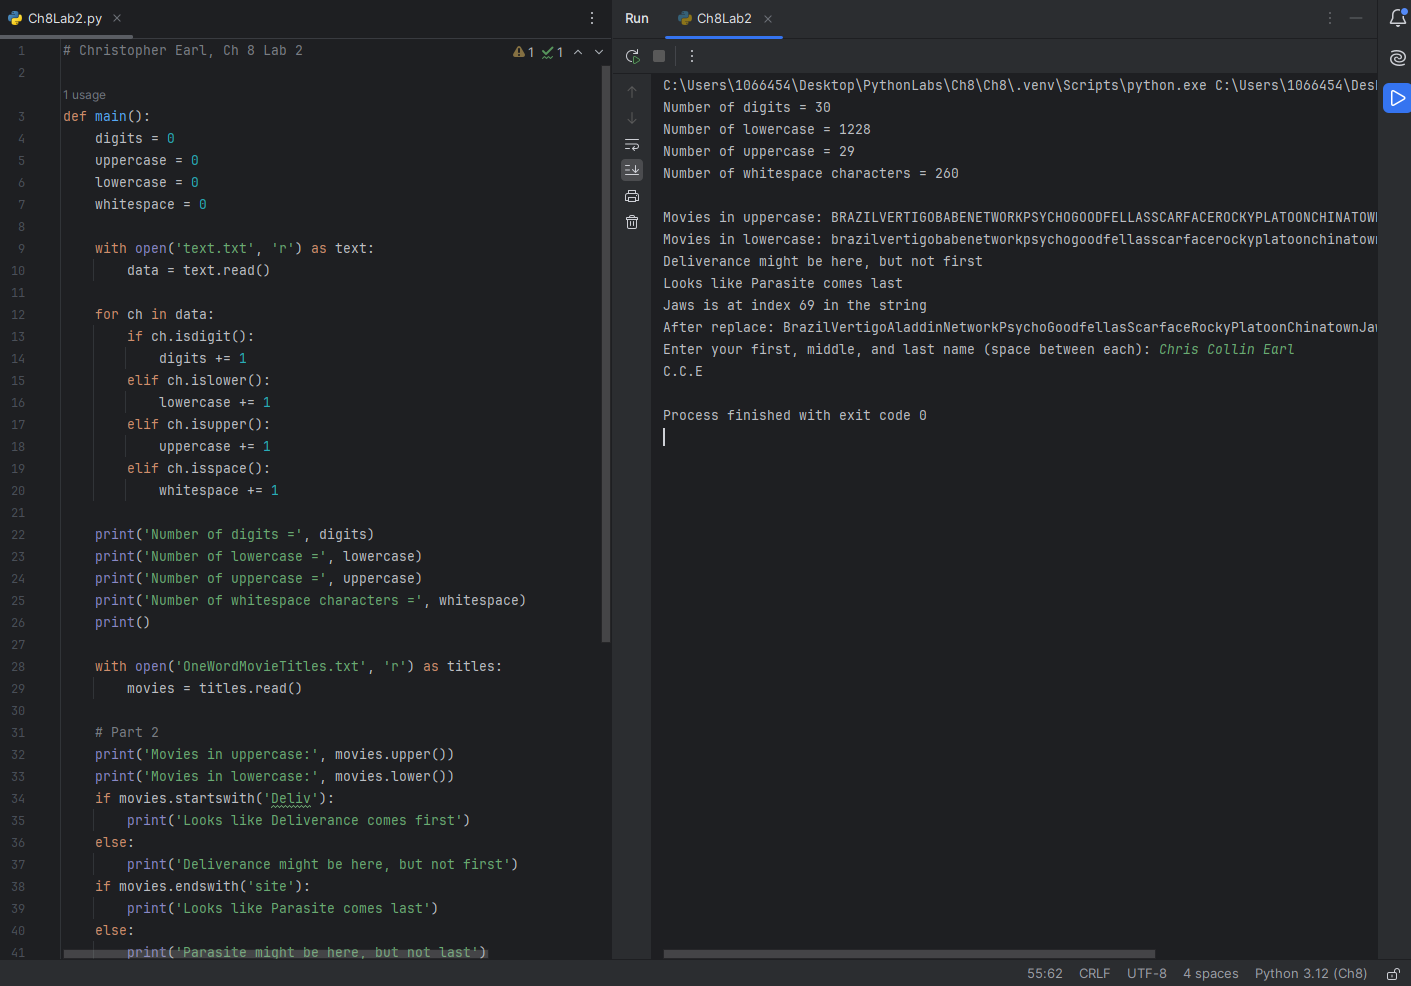 Ch8Lab2.py
Run
Ch8Lab2
1 # Christopher Earl, Ch 8 Lab 2
1 1
2
1 usage
3 def main():
4 digits = 0
5 uppercase = 0
6 lowercase = 0
7 whitespace = 0
8
9 with open('text.txt', 'r') as text:
10 data = text.read()
11
12 for ch in data:
13 if ch.isdigit():
14 digits += 1
15 elif ch.islower():
16 lowercase += 1
17 elif ch.isupper():
18 uppercase += 1
19 elif ch.isspace():
20 whitespace += 1
21
22 print('Number of digits =', digits)
23 print('Number of lowercase =', lowercase)
24 print('Number of uppercase =', uppercase)
25 print('Number of whitespace characters =', whitespace)
26 print()
27
28 with open('OneWordMovieTitles.txt', 'r') as titles:
29 movies = titles.read()
30
31 # Part 2
32 print('Movies in uppercase:', movies.upper())
33 print('Movies in lowercase:', movies.lower())
34 if movies.startswith('Deliv'):
35 print('Looks like Deliverance comes first')
36 else:
37 print('Deliverance might be here, but not first')
38 if movies.endswith('site'):
39 print('Looks like Parasite comes last')
40 else:
41 print('Parasite might be here, but not last')
C:\Users\1066454\Desktop\PythonLabs\Ch8\Ch8\.venv\Scripts\python.exe C:\Users\1066454\Des
Number of digits = 30
Number of lowercase = 1228
Number of uppercase = 29
Number of whitespace characters = 260
Movies in uppercase: BRAZILVERTIGOBABENETWORKPSYCHOGOODFELLASSCARFACEROCKYPLATOONCHINATOW
Movies in lowercase: brazilvertigobabenetworkpsychogoodfellasscarfacerockyplatoonchinatow
Deliverance might be here, but not first
Looks like Parasite comes last
Jaws is at index 69 in the string
After replace: BrazilVertigoAladdinNetworkPsychoGoodfellasScarfaceRockyPlatoonChinatownJa
Enter your first, middle, and last name (space between each): Chris Collin Earl
C.C.E
Process finished with exit code 0
55:62 CRLF UTF-8 4 spaces Python 3.12 (Ch8)